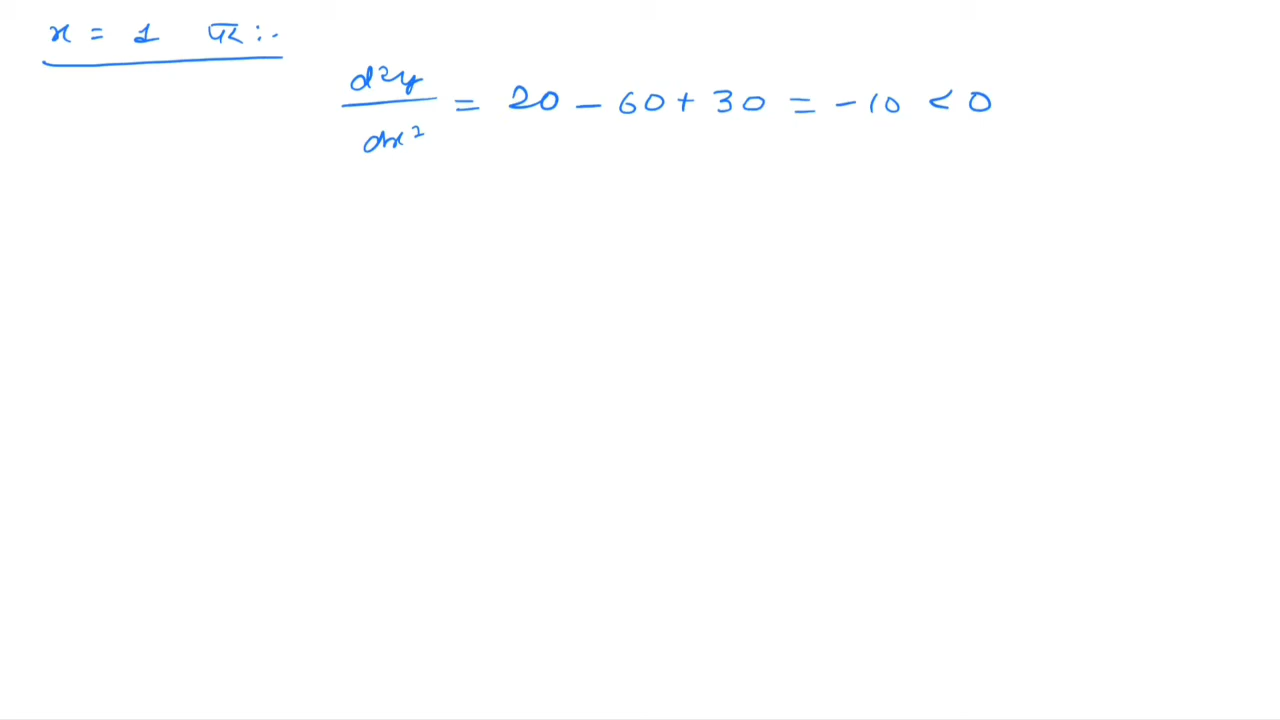 x = 1 पर :-
d²y/dx² = 20 - 60 + 30 = -10 < 0